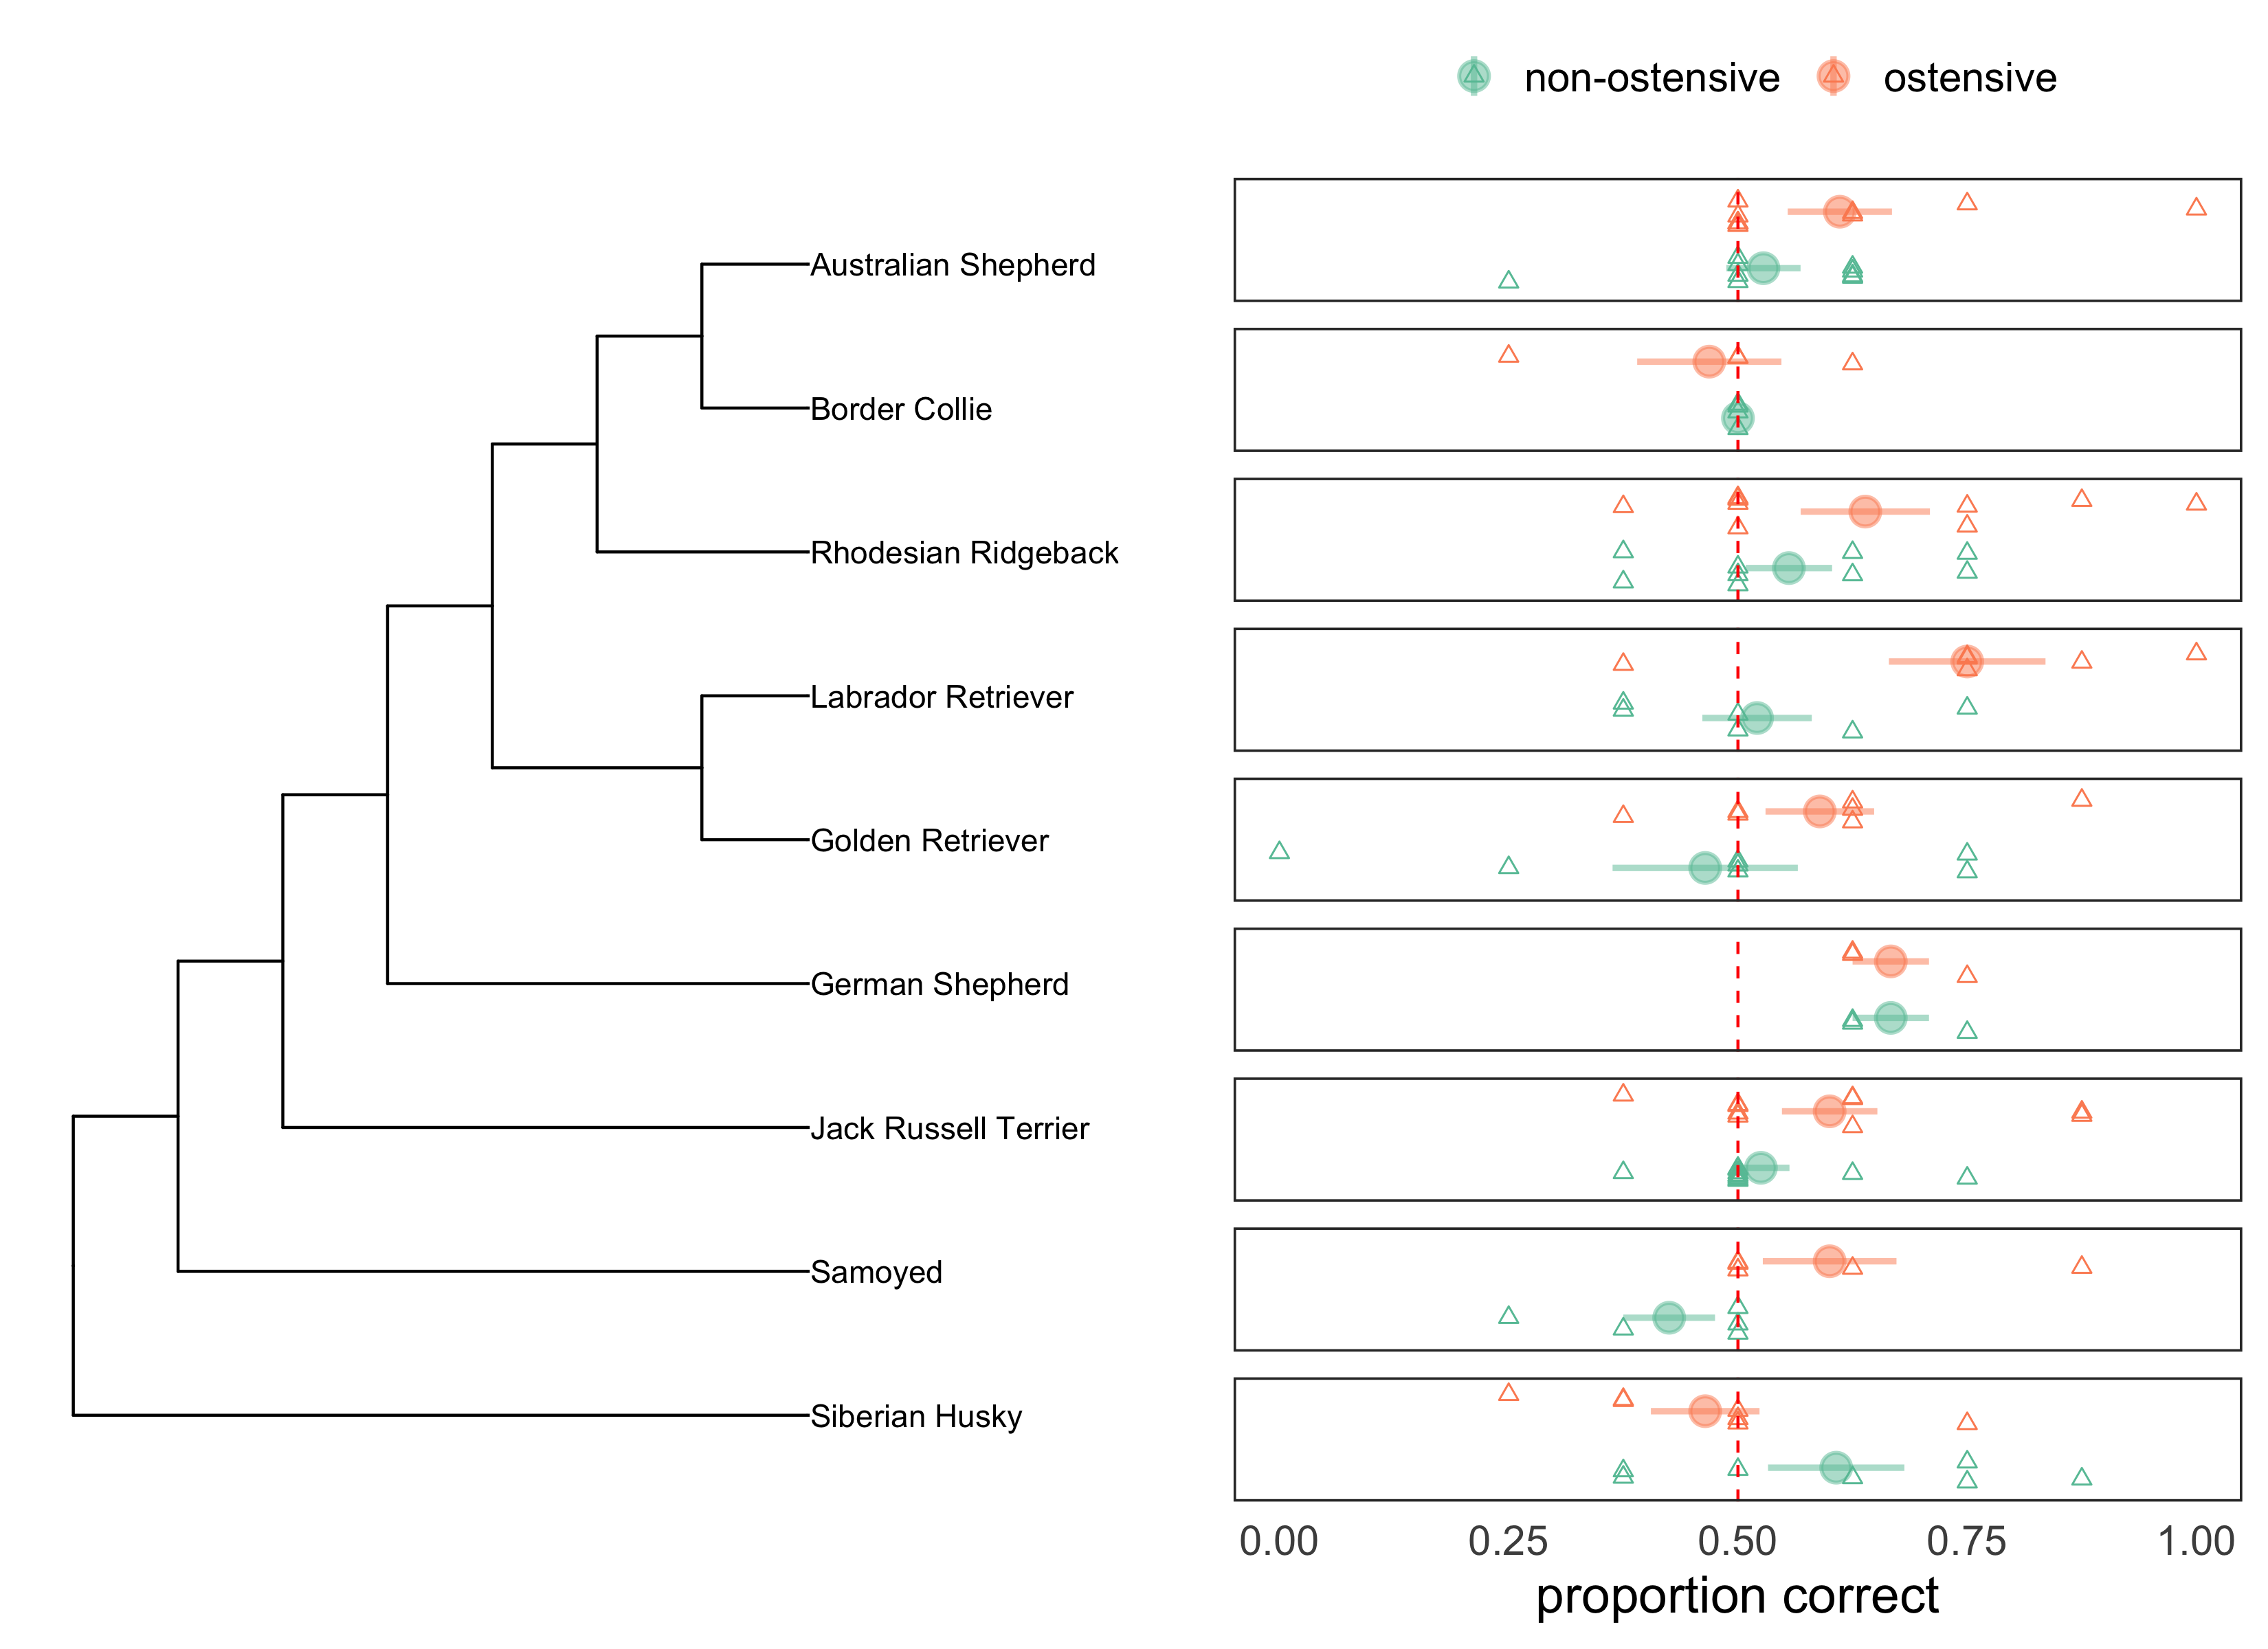 non-ostensive ostensive
Australian Shepherd
Border Collie
Rhodesian Ridgeback
Labrador Retriever
Golden Retriever
German Shepherd
Jack Russell Terrier
Samoyed
Siberian Husky
0.00 0.25 0.50 0.75 1.00
proportion correct